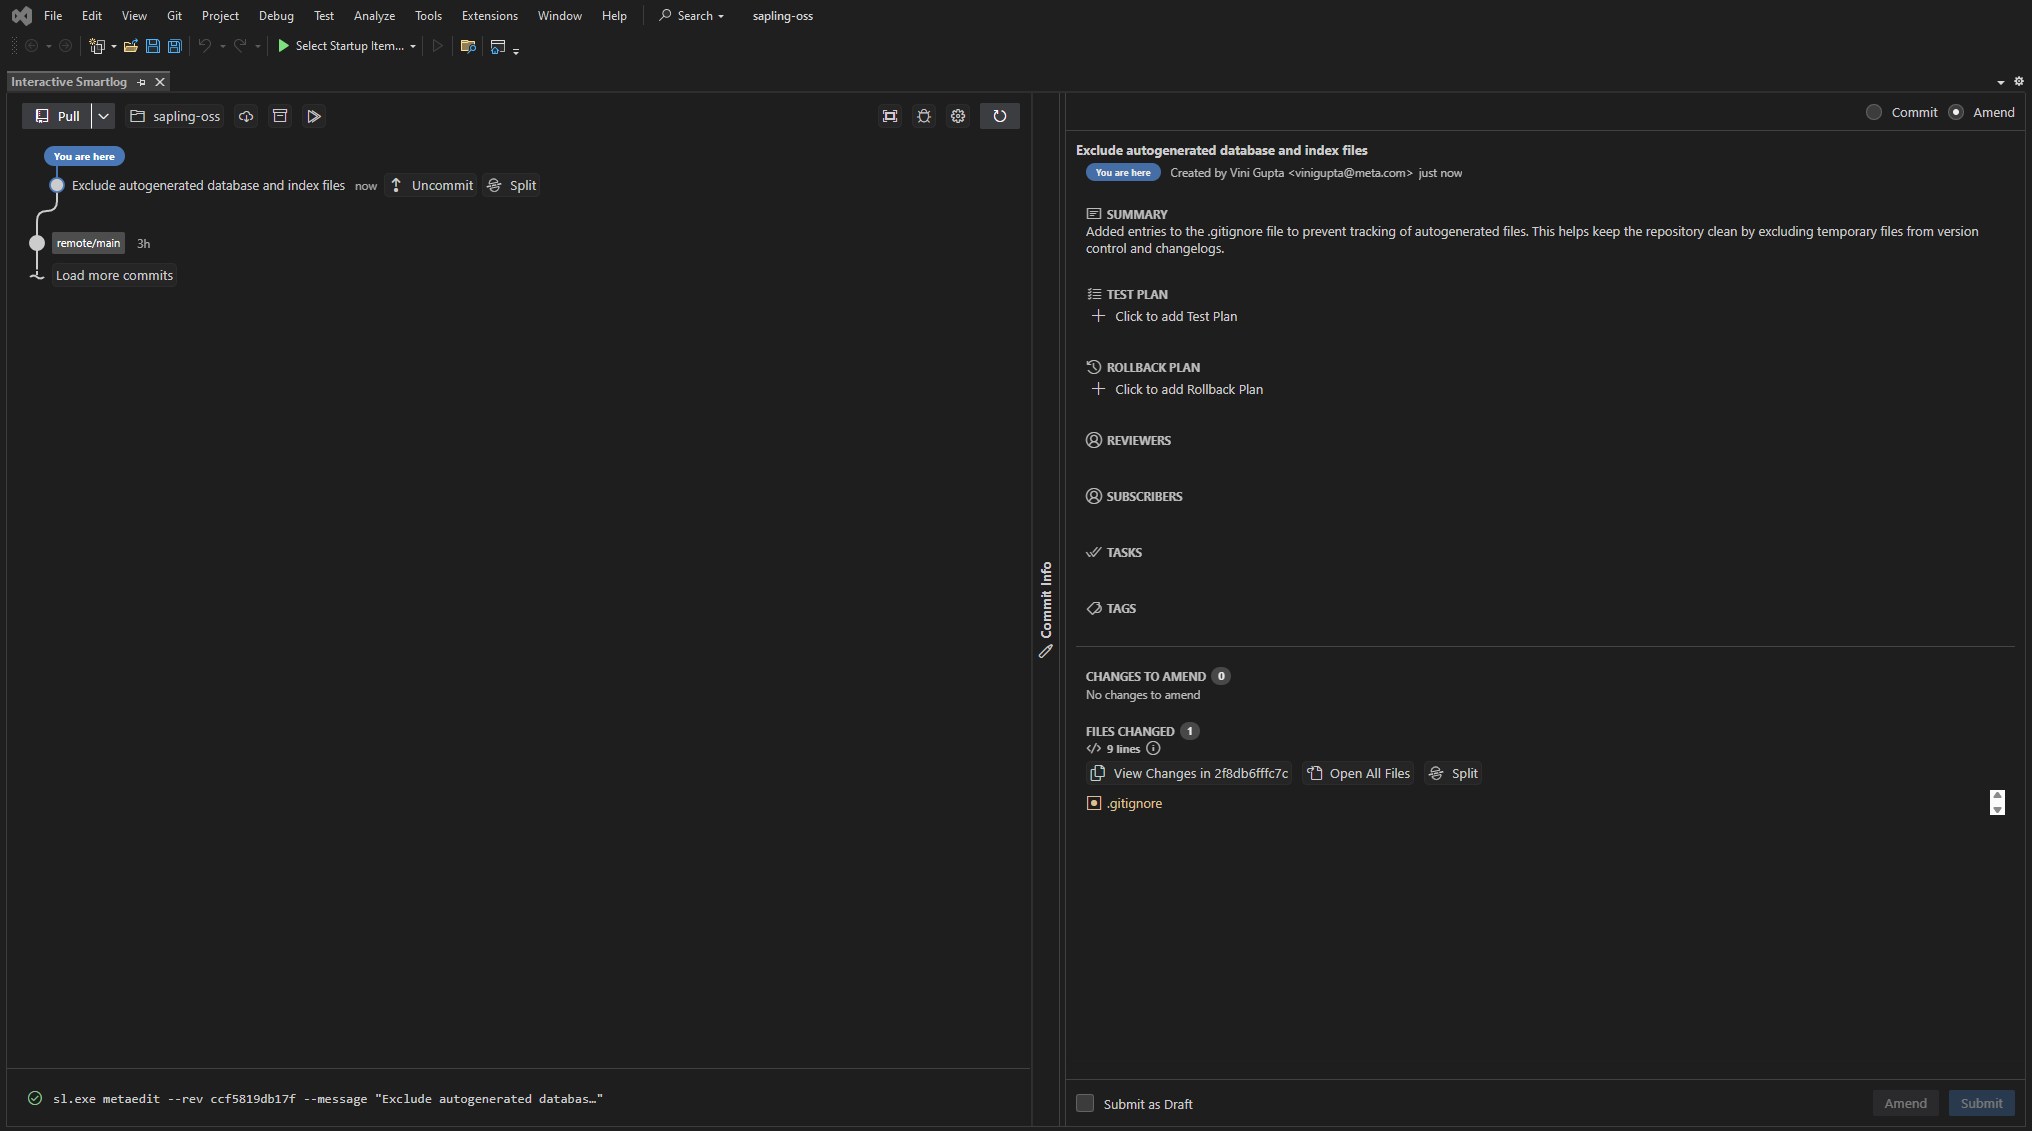 File Edit View Git Project Debug Test Analyze Tools Extensions Window Help Search sapling-oss
Select Startup Item...
Interactive Smartlog
Pull sapling-oss
You are here
Exclude autogenerated database and index files now Uncommit Split
remote/main 3h
Load more commits
sl.exe metaedit --rev ccf5819db17f --message "Exclude autogenerated databas…"
Commit Info
Commit Amend
Exclude autogenerated database and index files
You are here Created by Vini Gupta <vinigupta@meta.com> just now
SUMMARY
Added entries to the .gitignore file to prevent tracking of autogenerated files. This helps keep the repository clean by excluding temporary files from version
control and changelogs.
TEST PLAN
Click to add Test Plan
ROLLBACK PLAN
Click to add Rollback Plan
REVIEWERS
SUBSCRIBERS
TASKS
TAGS
CHANGES TO AMEND 0
No changes to amend
FILES CHANGED 1
9 lines
View Changes in 2f8db6fffc7c Open All Files Split
.gitignore
Submit as Draft Amend Submit